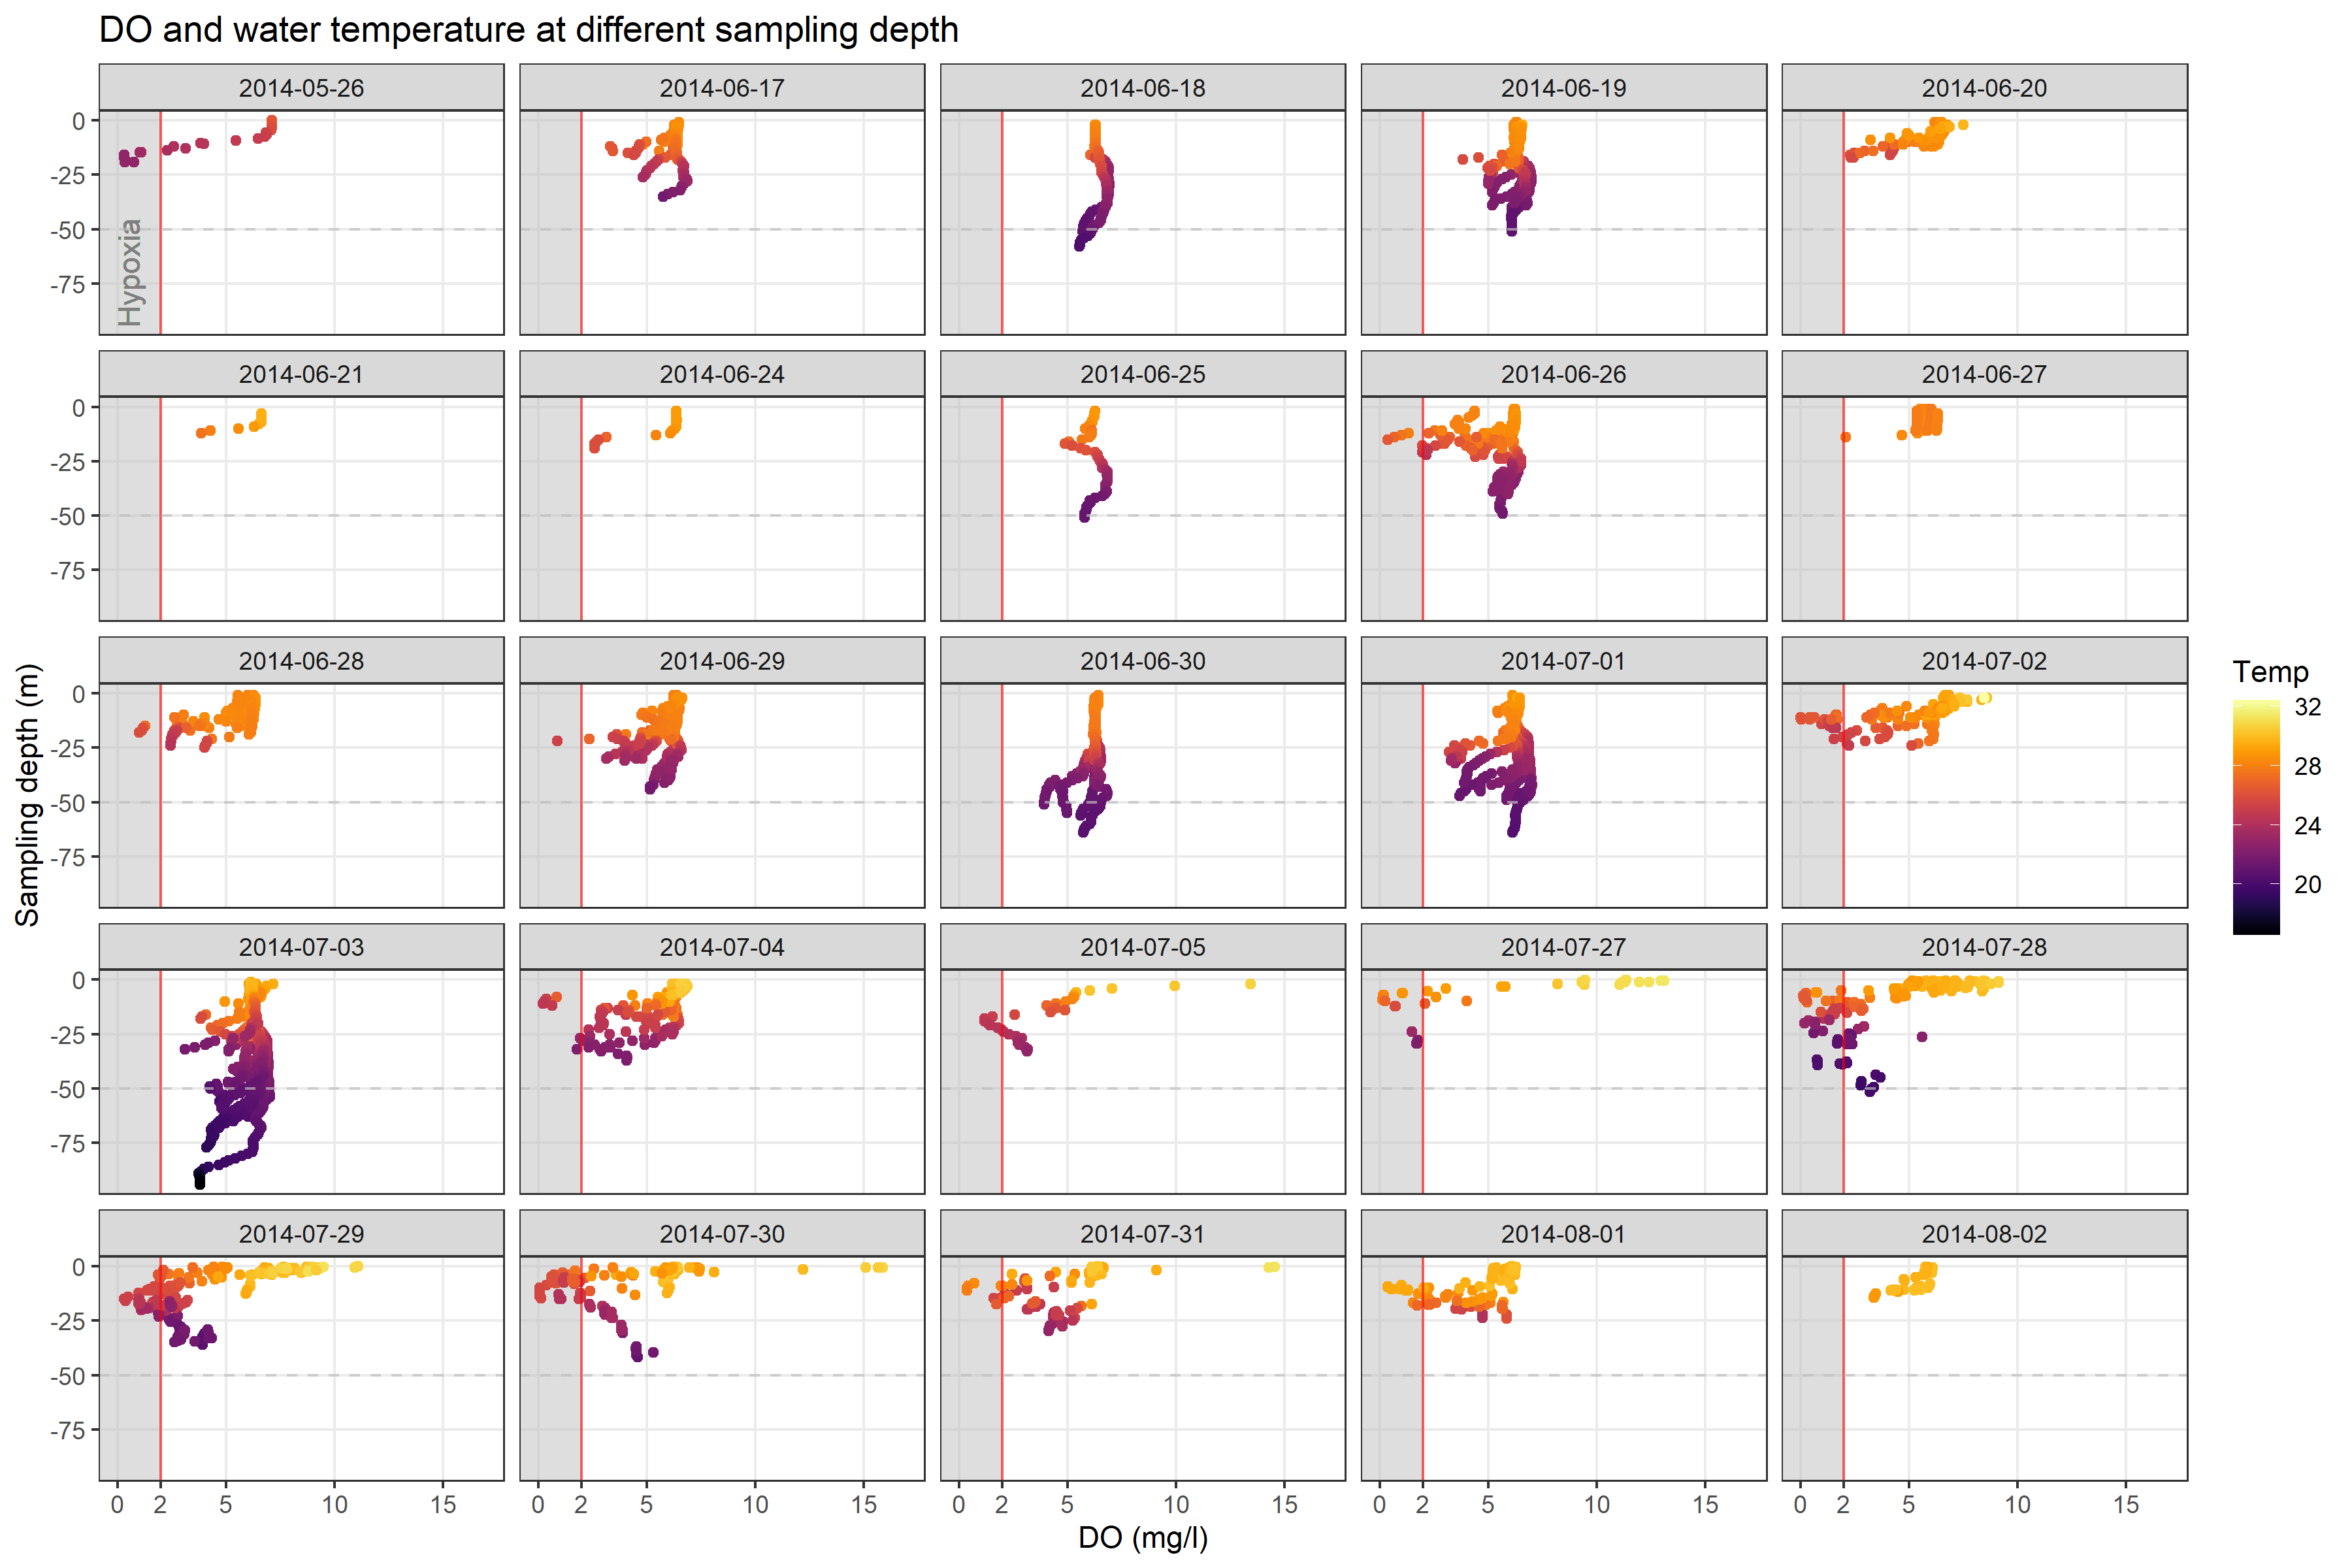 DO and water temperature at different sampling depth
2014-05-26 2014-06-17 2014-06-18 2014-06-19 2014-06-20
0
-25
-50
-75
Hypoxia
2014-06-21 2014-06-24 2014-06-25 2014-06-26 2014-06-27
0
-25
-50
-75
2014-06-28 2014-06-29 2014-06-30 2014-07-01 2014-07-02
0
-25
-50
-75
Sampling depth (m)
Temp
32
28
24
20
2014-07-03 2014-07-04 2014-07-05 2014-07-27 2014-07-28
0
-25
-50
-75
2014-07-29 2014-07-30 2014-07-31 2014-08-01 2014-08-02
0
-25
-50
-75
0 2 5 10 15 0 2 5 10 15 0 2 5 10 15 0 2 5 10 15 0 2 5 10 15
DO (mg/l)